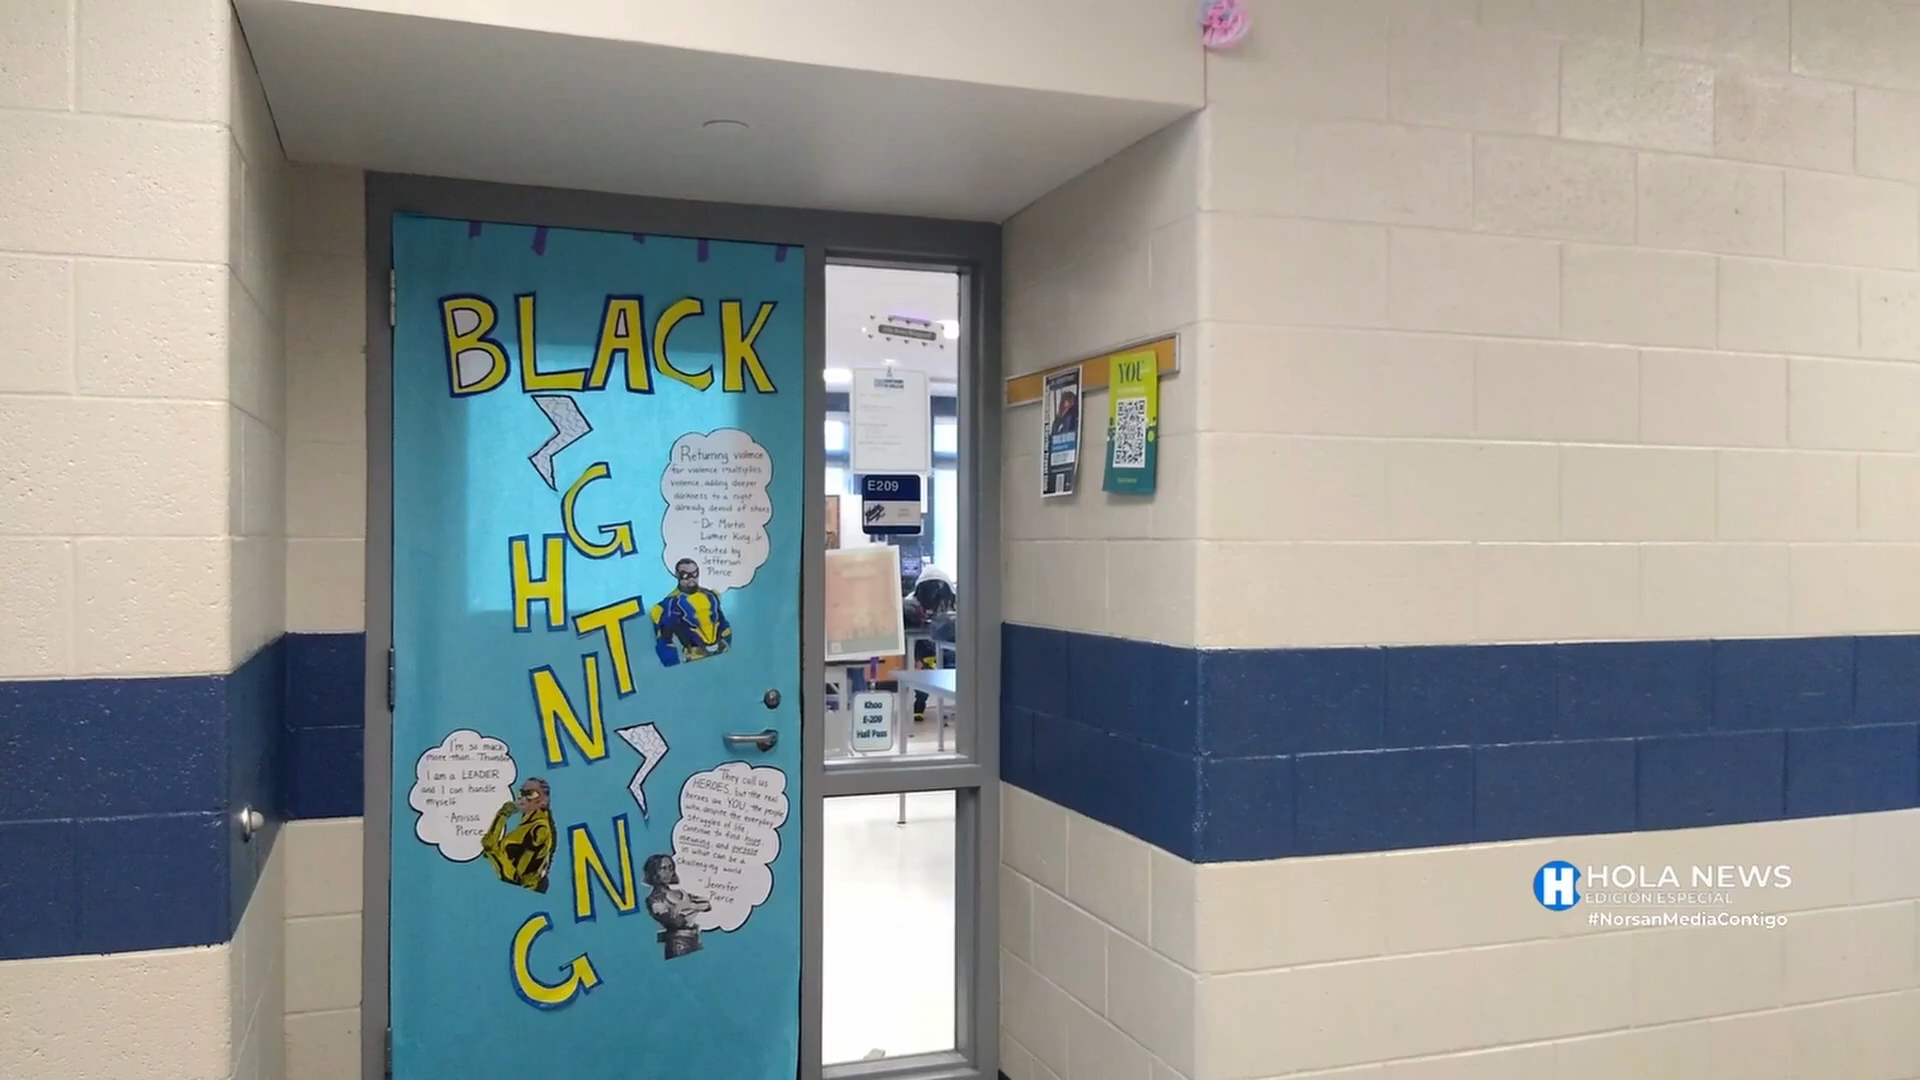 BLACK
GHTNNG
Returning violence
for violence multiplies
violence, adding deeper
darkness to a night
already devoid of stars
- Dr Martin
Luther King, Jr
- Recited by
Jefferson
Pierce
I'm so much
more than Thunder
I am a LEADER
and I can handle
myself
- Anissa
Pierce
They call us
HEROES, but the real
heroes are YOU, the people
who, despite the everyday
struggles of life,
continue to find hope,
meaning, and purpose
in what can be a
challenging world
- Jennifer
Pierce
E209
Khoo
E-209
Hall Pass
YOU
HOLA NEWS
EDICIÓN ESPECIAL
#NorsanMediaContigo